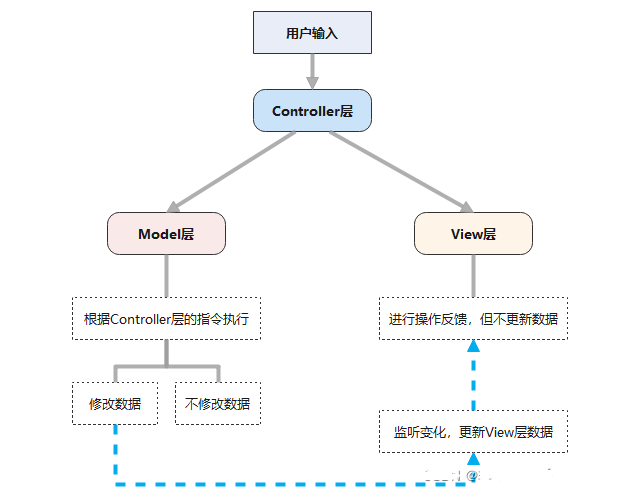 用户输入
Controller层
Model层
View层
根据Controller层的指令执行
进行操作反馈，但不更新数据
修改数据
不修改数据
监听变化，更新View层数据